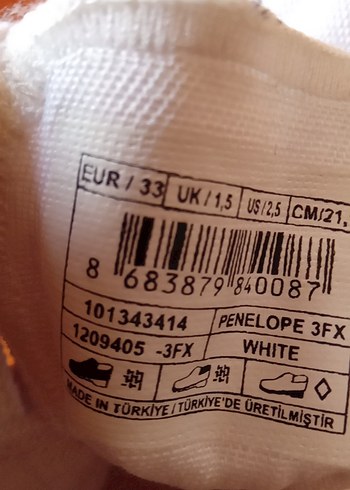 EUR / 33 UK / 1,5 US / 2,5 CM/21,
8 683879 840087
101343414 PENELOPE 3FX
1209405 -3FX WHITE
MADE IN TÜRKİYE / TÜRKİYE'DE ÜRETİLMİŞTİR